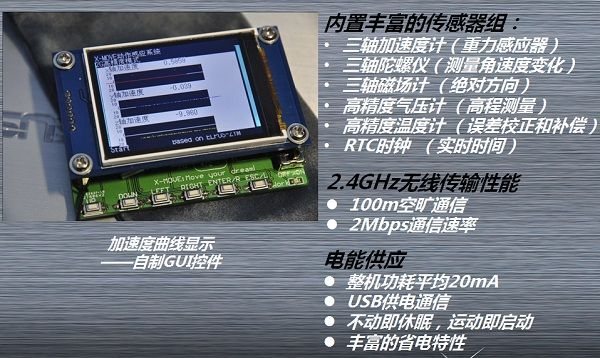 X-MOVE动作感应系统
轴加速度 0.5859
轴加速度 -0.039
轴加速度 -9.960
Start
X-MOVE:Move your dream!
DOWN LEFT RIGHT ENTER/R ESC/L
加速度曲线显示
——自制GUI控件
内置丰富的传感器组：
• 三轴加速度计（重力感应器）
• 三轴陀螺仪（测量角速度变化）
• 三轴磁场计 （绝对方向）
• 高精度气压计 （高程测量）
• 高精度温度计 （误差校正和补偿）
• RTC时钟 （实时时间）
2.4GHz无线传输性能
• 100m空旷通信
• 2Mbps通信速率
电能供应
• 整机功耗平均20mA
• USB供电通信
• 不动即休眠，运动即启动
• 丰富的省电特性